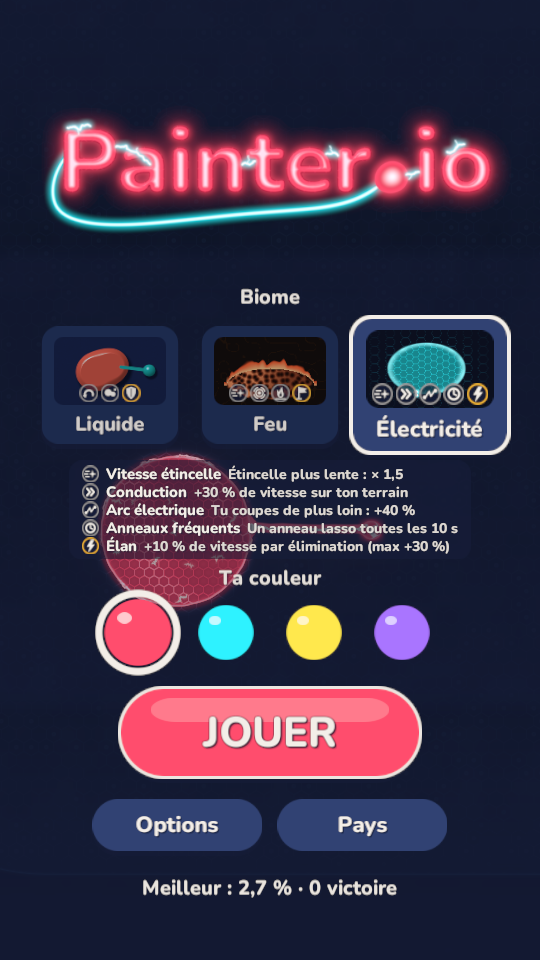 Painter.io
Biome
Liquide
Feu
Électricité
Vitesse étincelle Étincelle plus lente : × 1,5
Conduction +30 % de vitesse sur ton terrain
Arc électrique Tu coupes de plus loin : +40 %
Anneaux fréquents Un anneau lasso toutes les 10 s
Élan +10 % de vitesse par élimination (max +30 %)
Ta couleur
JOUER
Options
Pays
Meilleur : 2,7 % · 0 victoire